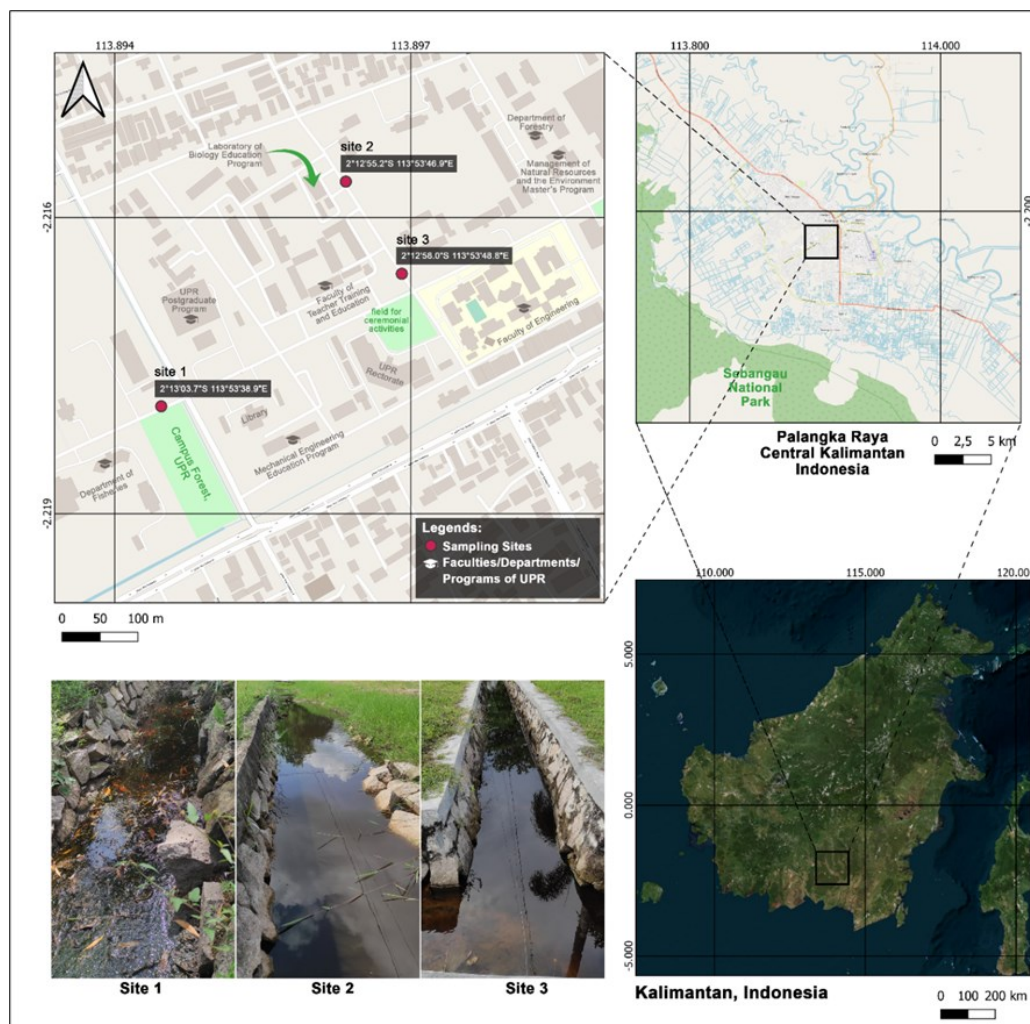 113.894
113.897
-2.216
-2.219
Laboratory of
Biology Education
Program
site 2
2°12'55.2"S 113°53'46.9"E
Department of
Forestry
Management of
Natural Resources
and the Environment
Master's Program
site 3
2°12'58.0"S 113°53'48.8"E
UPR
Postgraduate
Program
Faculty of
Teacher Training
and Education
field for
ceremonial
activities
Faculty of Engineering
UPR
Rectorate
site 1
2°13'03.7"S 113°53'38.9"E
Library
Campus Forest,
UPR
Mechanical Engineering
Education Program
Department of
Fisheries
Legends:
Sampling Sites
Faculties/Departments/
Programs of UPR
0 50 100 m
113.800
114.000
-2.200
Sebangau
National
Park
Palangka Raya
Central Kalimantan
Indonesia
0 2,5 5 km
110.000
115.000
120.000
5.000
0.000
-5.000
Site 1
Site 2
Site 3
Kalimantan, Indonesia
0 100 200 km